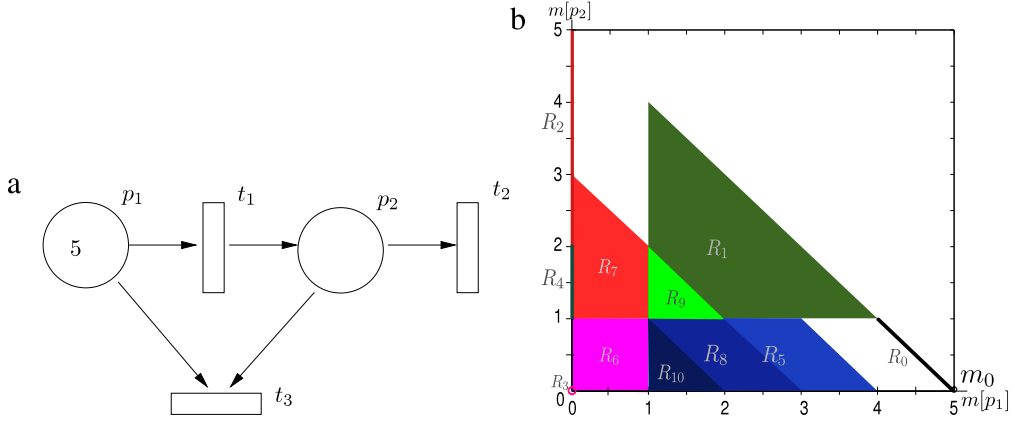 a
p₁
t₁
p₂
t₂
5
t₃
b
m[p₂]
5
4
R₂
3
R₇
R₁
2
R₄
R₉
1
R₆
R₁₀
R₈
R₅
R₀
R₃
m₀
0
0 1 2 3 4 5
m[p₁]